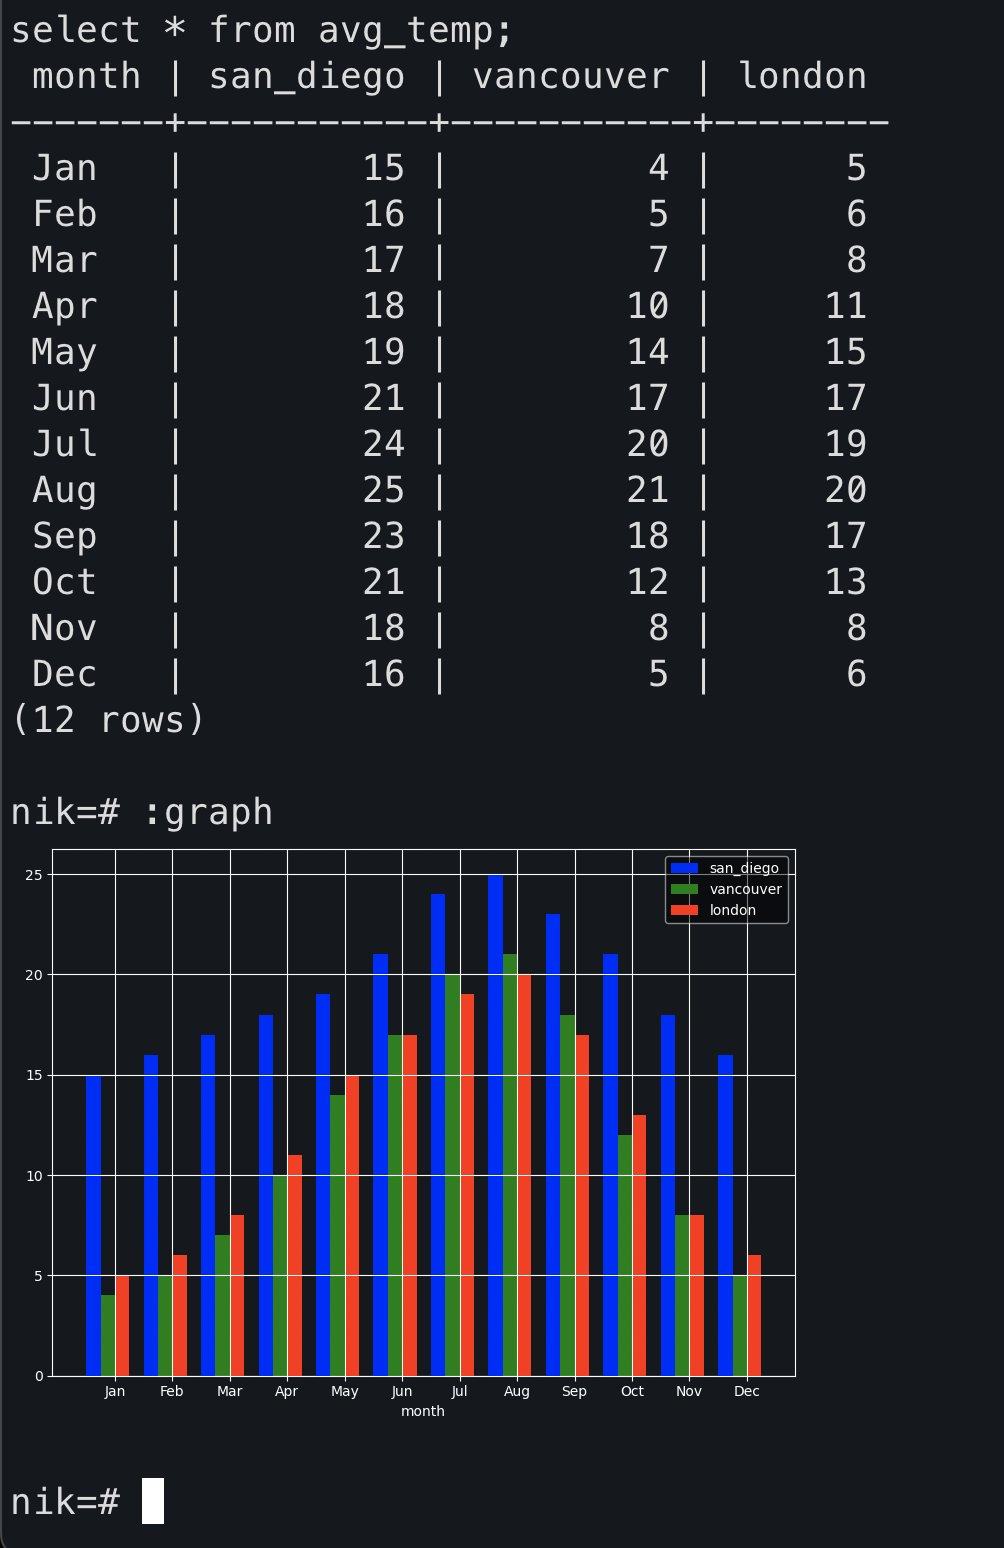 select * from avg_temp;
 month | san_diego | vancouver | london
-------+-----------+-----------+--------
 Jan   |        15 |         4 |      5
 Feb   |        16 |         5 |      6
 Mar   |        17 |         7 |      8
 Apr   |        18 |        10 |     11
 May   |        19 |        14 |     15
 Jun   |        21 |        17 |     17
 Jul   |        24 |        20 |     19
 Aug   |        25 |        21 |     20
 Sep   |        23 |        18 |     17
 Oct   |        21 |        12 |     13
 Nov   |        18 |         8 |      8
 Dec   |        16 |         5 |      6
(12 rows)
nik=# :graph
san_diego
vancouver
london
25
20
15
10
5
0
Jan Feb Mar Apr May Jun Jul Aug Sep Oct Nov Dec
month
nik=#